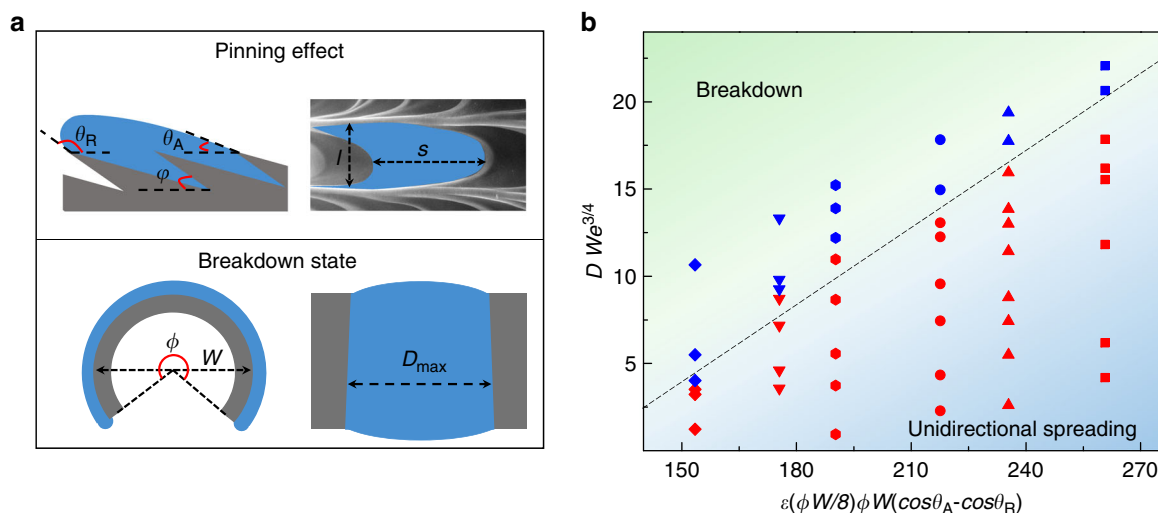 a
Pinning effect
θR
θA
φ
l
s
Breakdown state
ϕ
W
Dmax
b
D We3/4
20
15
10
5
Breakdown
Unidirectional spreading
150 180 210 240 270
ε(ϕW/8)ϕW(cosθA-cosθR)